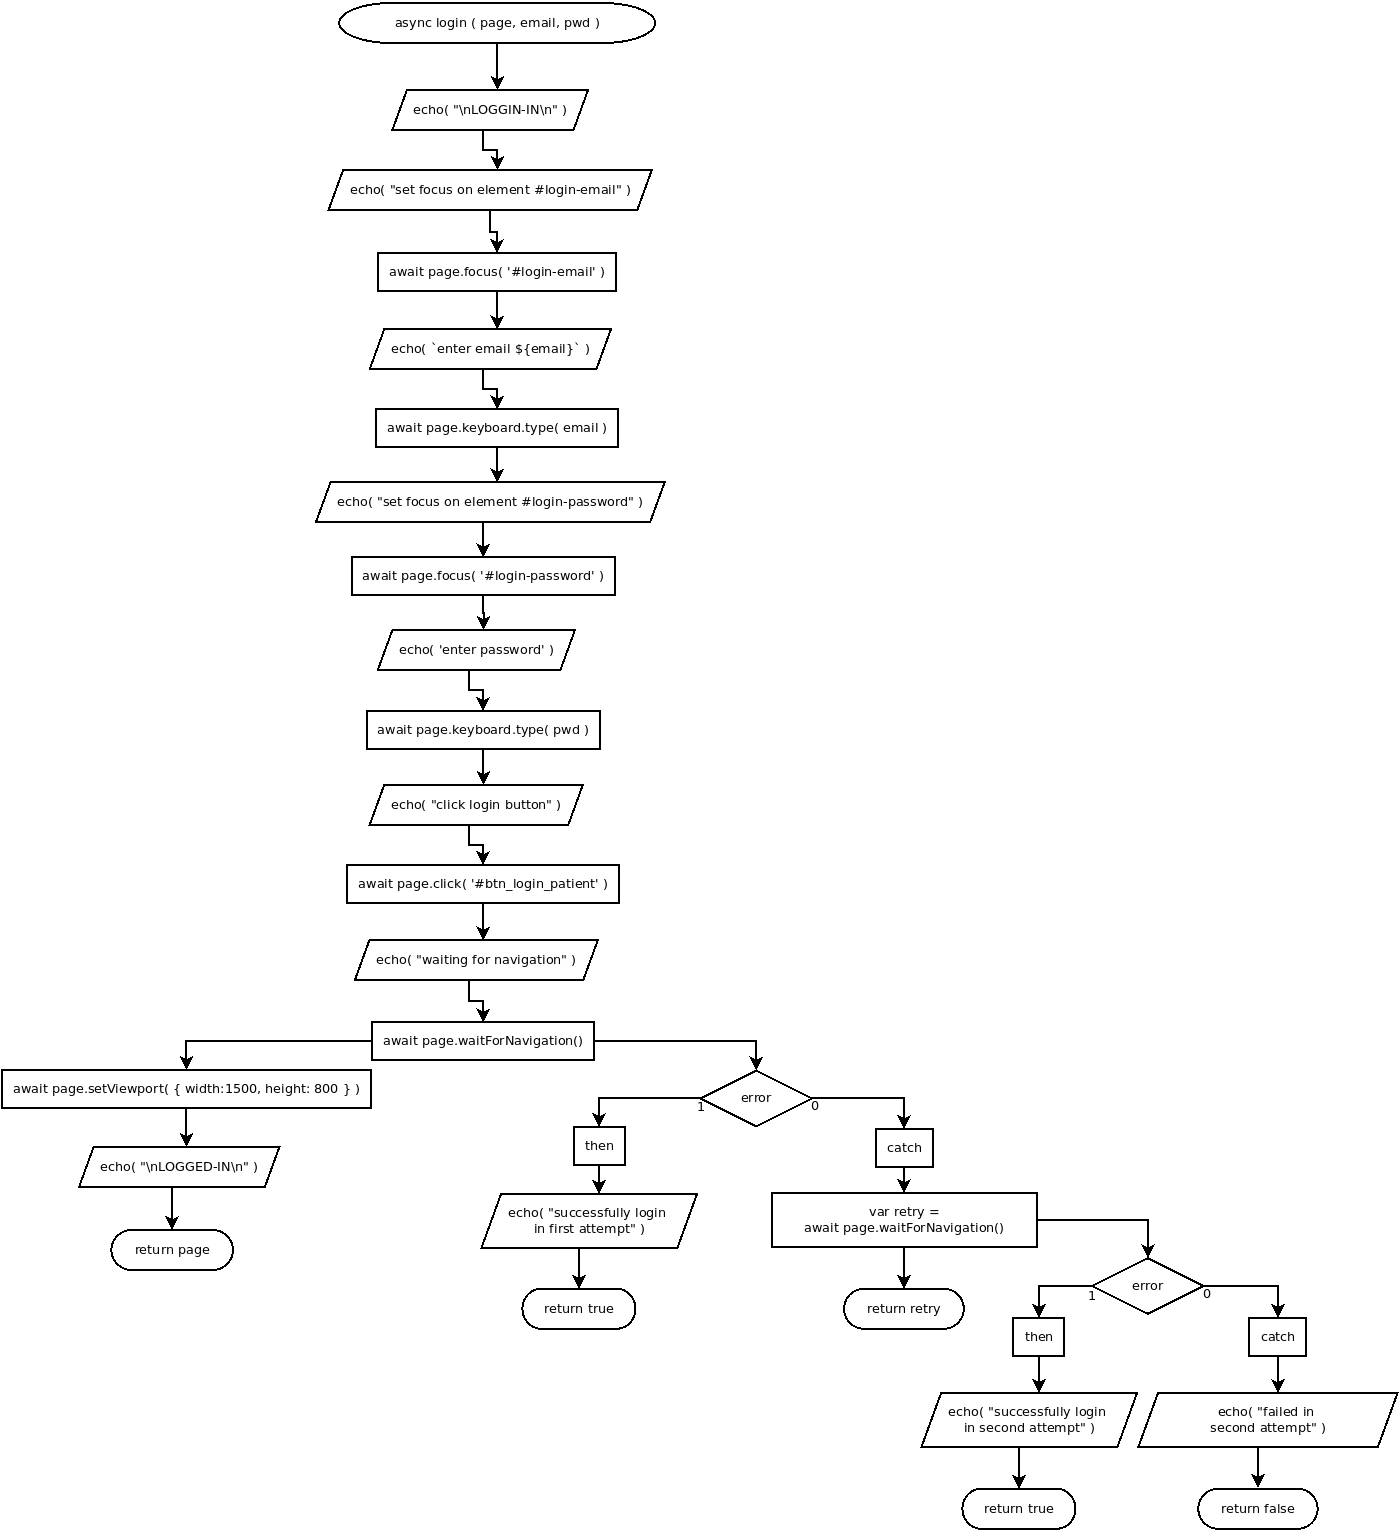 async login ( page, email, pwd )
echo( "\nLOGGIN-IN\n" )
echo( "set focus on element #login-email" )
await page.focus( '#login-email' )
echo( `enter email ${email}` )
await page.keyboard.type( email )
echo( "set focus on element #login-password" )
await page.focus( '#login-password' )
echo( 'enter password' )
await page.keyboard.type( pwd )
echo( "click login button" )
await page.click( '#btn_login_patient' )
echo( "waiting for navigation" )
await page.waitForNavigation()
await page.setViewport( { width:1500, height: 800 } )
echo( "\nLOGGED-IN\n" )
return page
error
1
0
then
echo( "successfully login
in first attempt" )
return true
catch
var retry =
await page.waitForNavigation()
return retry
error
1
0
then
echo( "successfully login
in second attempt" )
return true
catch
echo( "failed in
second attempt" )
return false